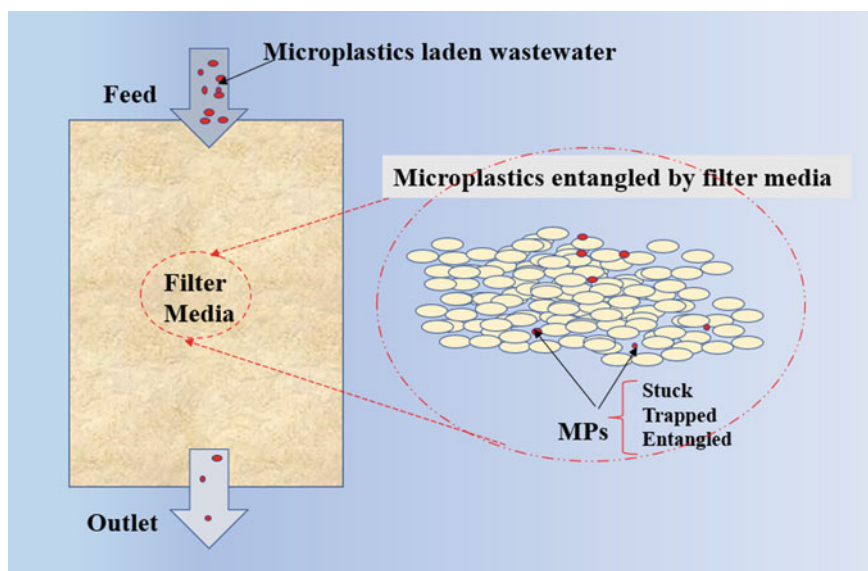 Microplastics laden wastewater
Feed
Microplastics entangled by filter media
Filter
Media
Stuck
Trapped
Entangled
MPs
Outlet